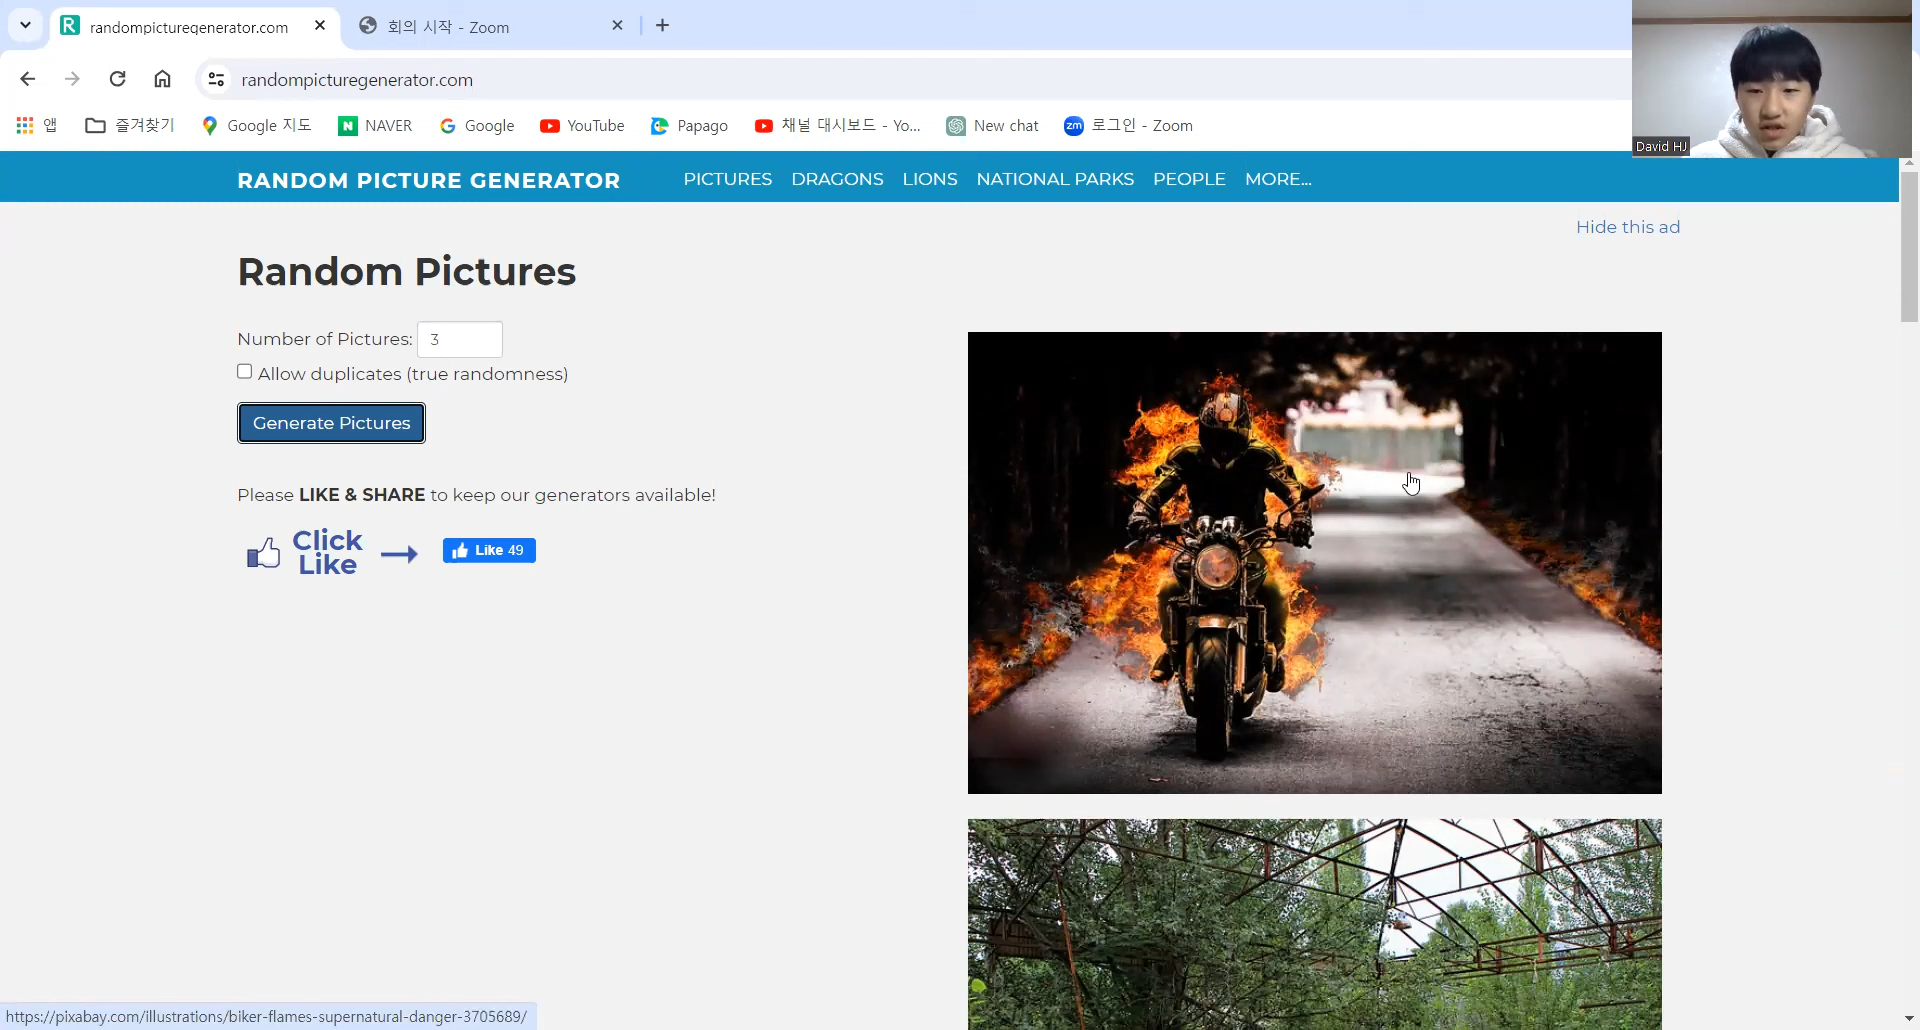 randompicturegenerator.com
회의 시작 - Zoom
randompicturegenerator.com
앱 즐겨찾기 Google 지도 NAVER Google YouTube Papago 채널 대시보드 - Yo... New chat 로그인 - Zoom
David HJ
RANDOM PICTURE GENERATOR PICTURES DRAGONS LIONS NATIONAL PARKS PEOPLE MORE...
Hide this ad
Random Pictures
Number of Pictures: 3
Allow duplicates (true randomness)
Generate Pictures
Please LIKE & SHARE to keep our generators available!
Click
Like
Like 49
https://pixabay.com/illustrations/biker-flames-supernatural-danger-3705689/